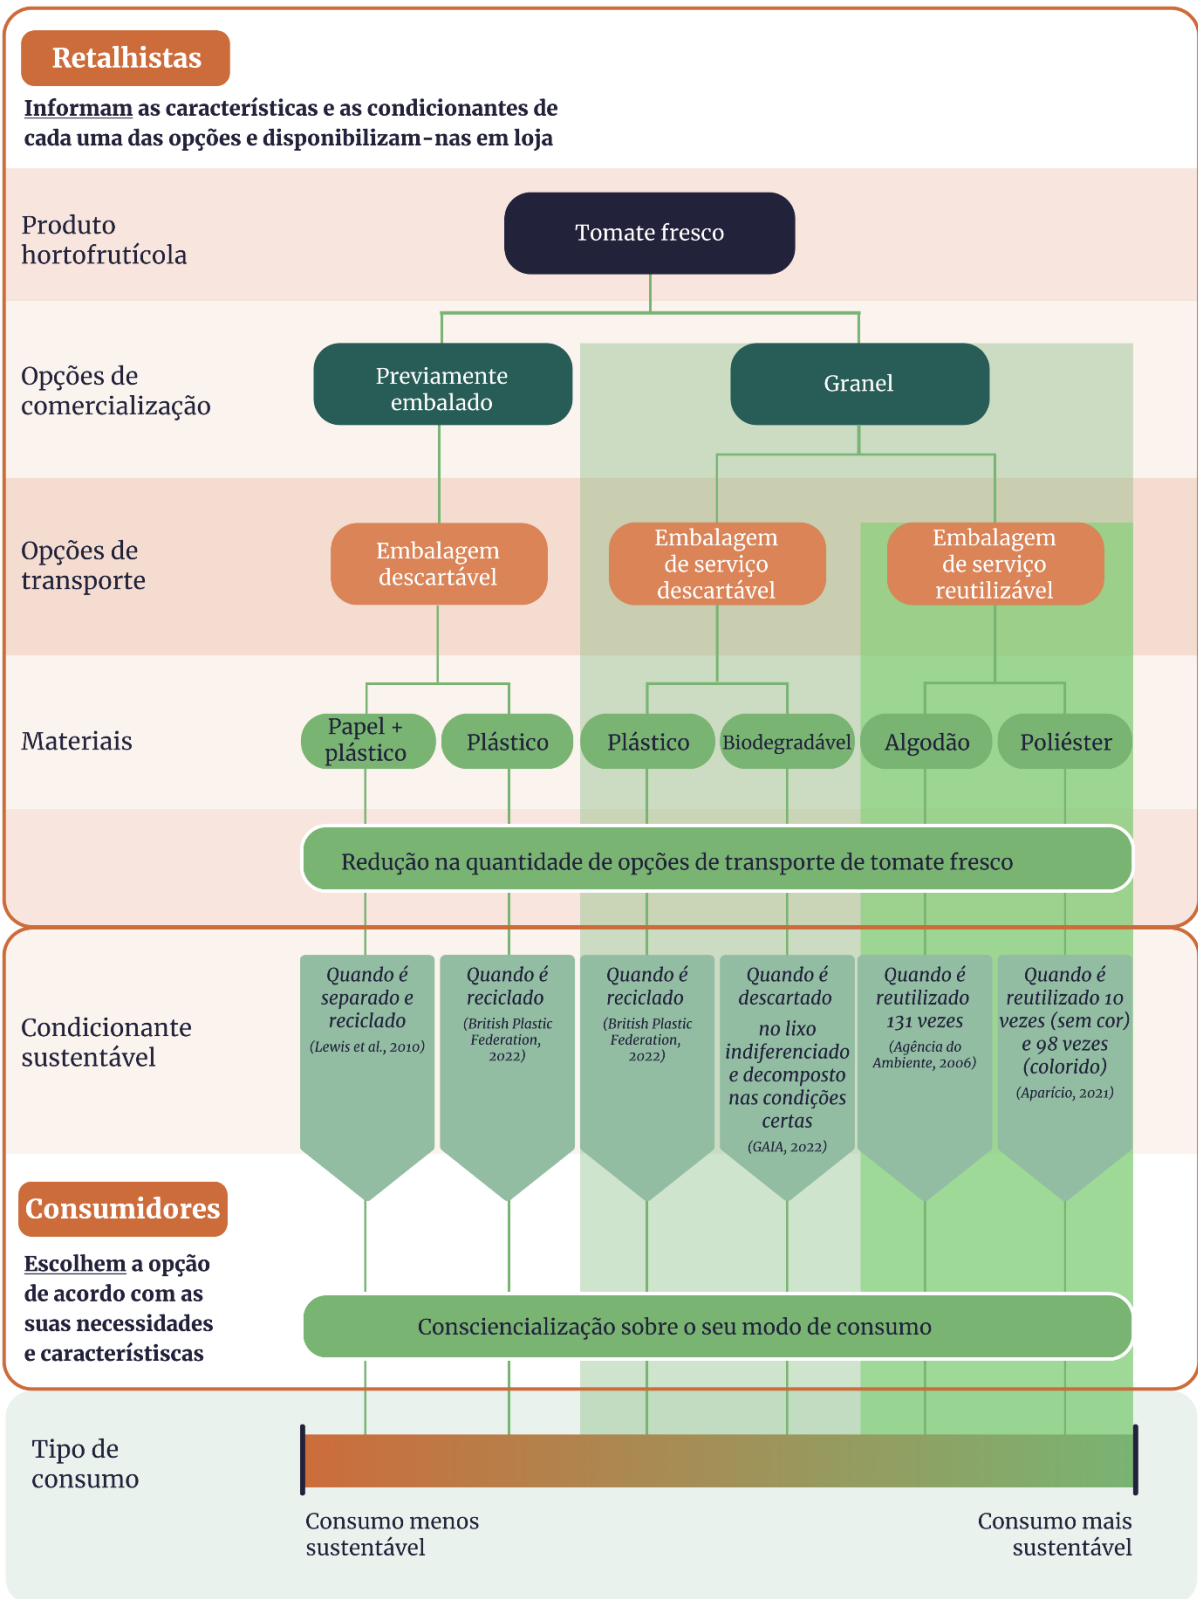 Retalhistas
Informam as características e as condicionantes de
cada uma das opções e disponibilizam-nas em loja
Produto
hortofrutícola
Tomate fresco
Opções de
comercialização
Previamente
embalado
Granel
Opções de
transporte
Embalagem
descartável
Embalagem
de serviço
descartável
Embalagem
de serviço
reutilizável
Materiais
Papel +
plástico
Plástico
Plástico
Biodegradável
Algodão
Poliéster
Redução na quantidade de opções de transporte de tomate fresco
Condicionante
sustentável
Quando é
separado e
reciclado
(Lewis et al., 2010)
Quando é
reciclado
(British Plastic
Federation,
2022)
Quando é
reciclado
(British Plastic
Federation,
2022)
Quando é
descartado
no lixo
indiferenciado
e decomposto
nas condições
certas
(GAIA, 2022)
Quando é
reutilizado
131 vezes
(Agência do
Ambiente, 2006)
Quando é
reutilizado 10
vezes (sem cor)
e 98 vezes
(colorido)
(Aparício, 2021)
Consumidores
Escolhem a opção
de acordo com as
suas necessidades
e característiscas
Consciencialização sobre o seu modo de consumo
Tipo de
consumo
Consumo menos
sustentável
Consumo mais
sustentável